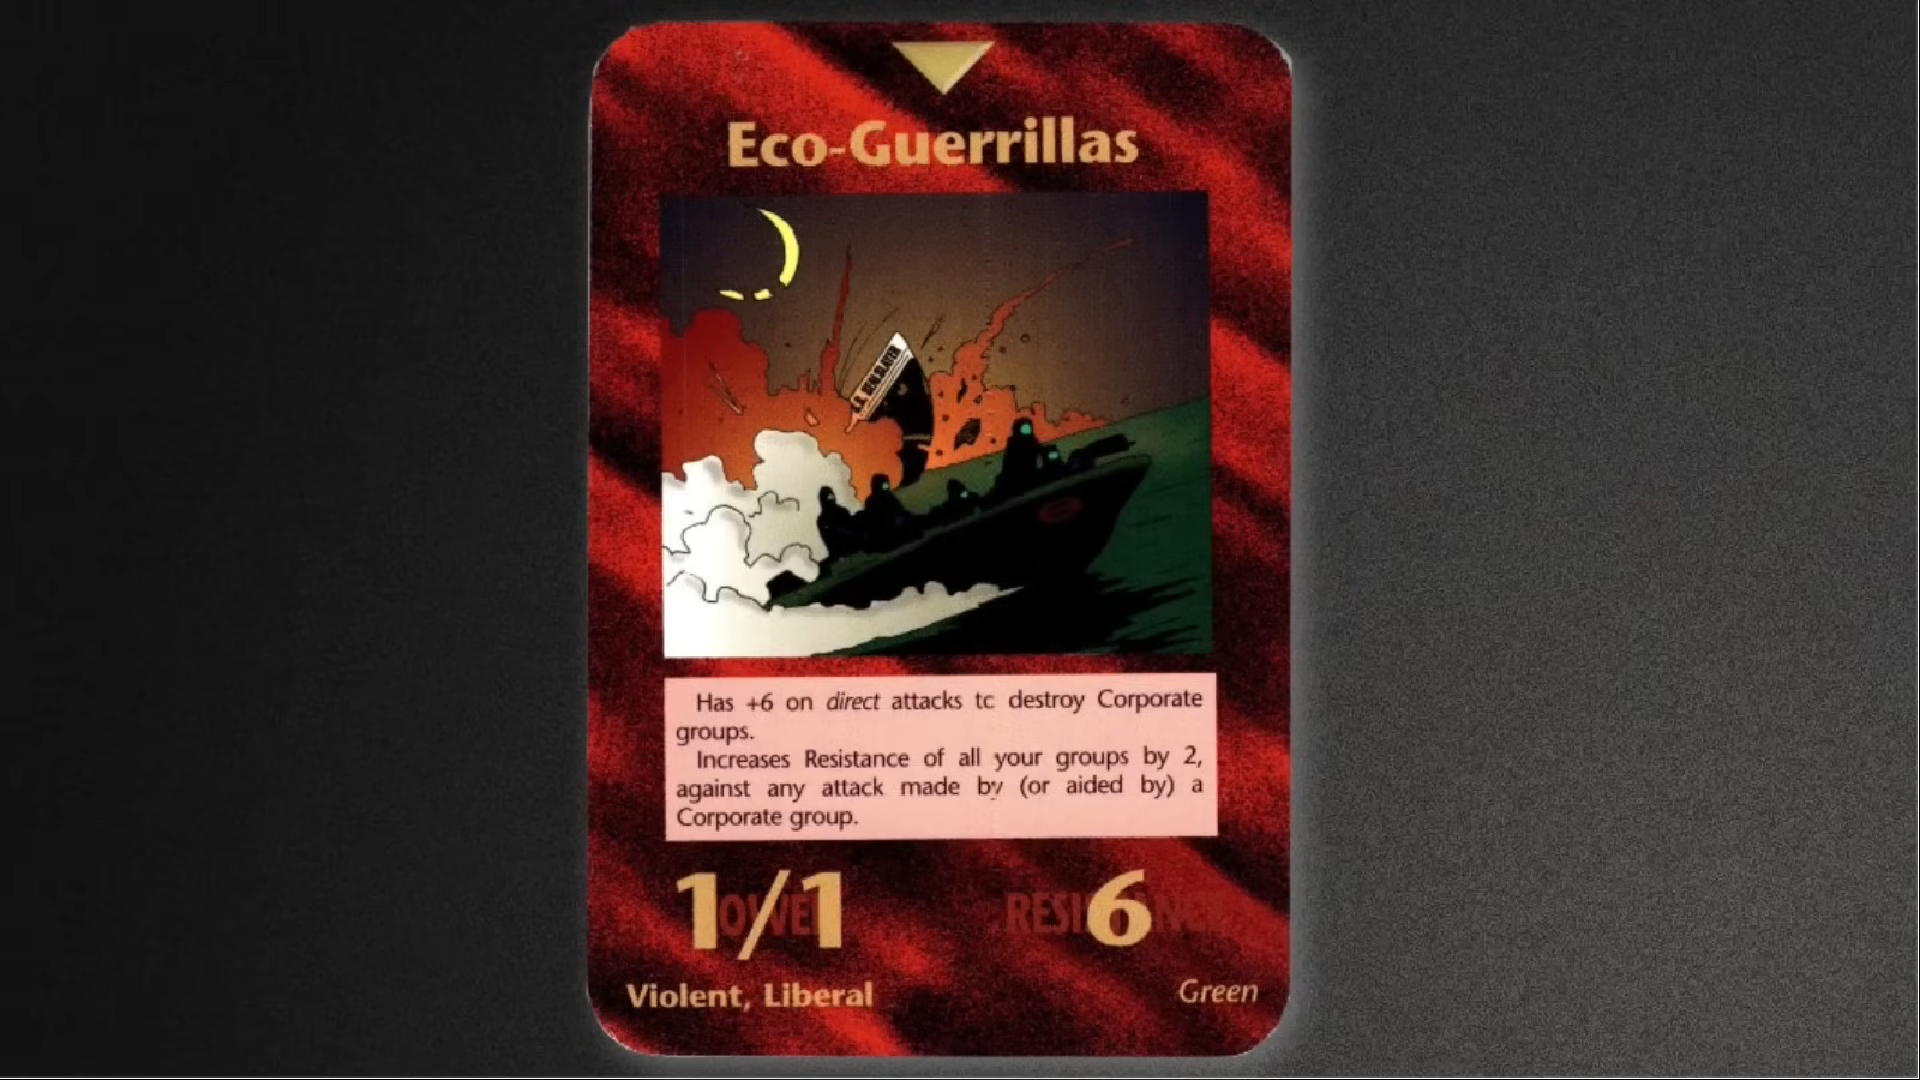 Eco-Guerrillas
Has +6 on direct attacks to destroy Corporate
groups.
Increases Resistance of all your groups by 2,
against any attack made by (or aided by) a
Corporate group.
1/1
6
Violent, Liberal
Green